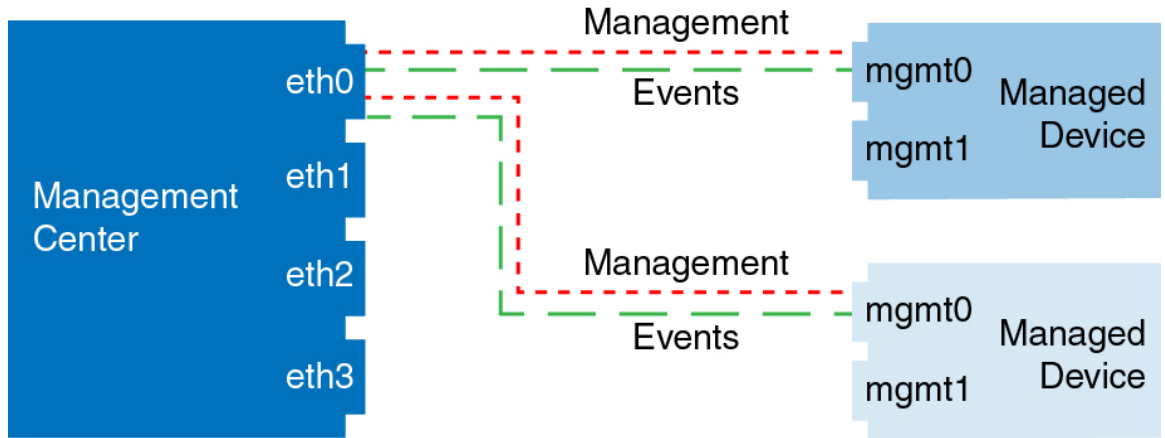 Management
Center
eth0
eth1
eth2
eth3
Management
Events
mgmt0
mgmt1
Managed
Device
Management
Events
mgmt0
mgmt1
Managed
Device